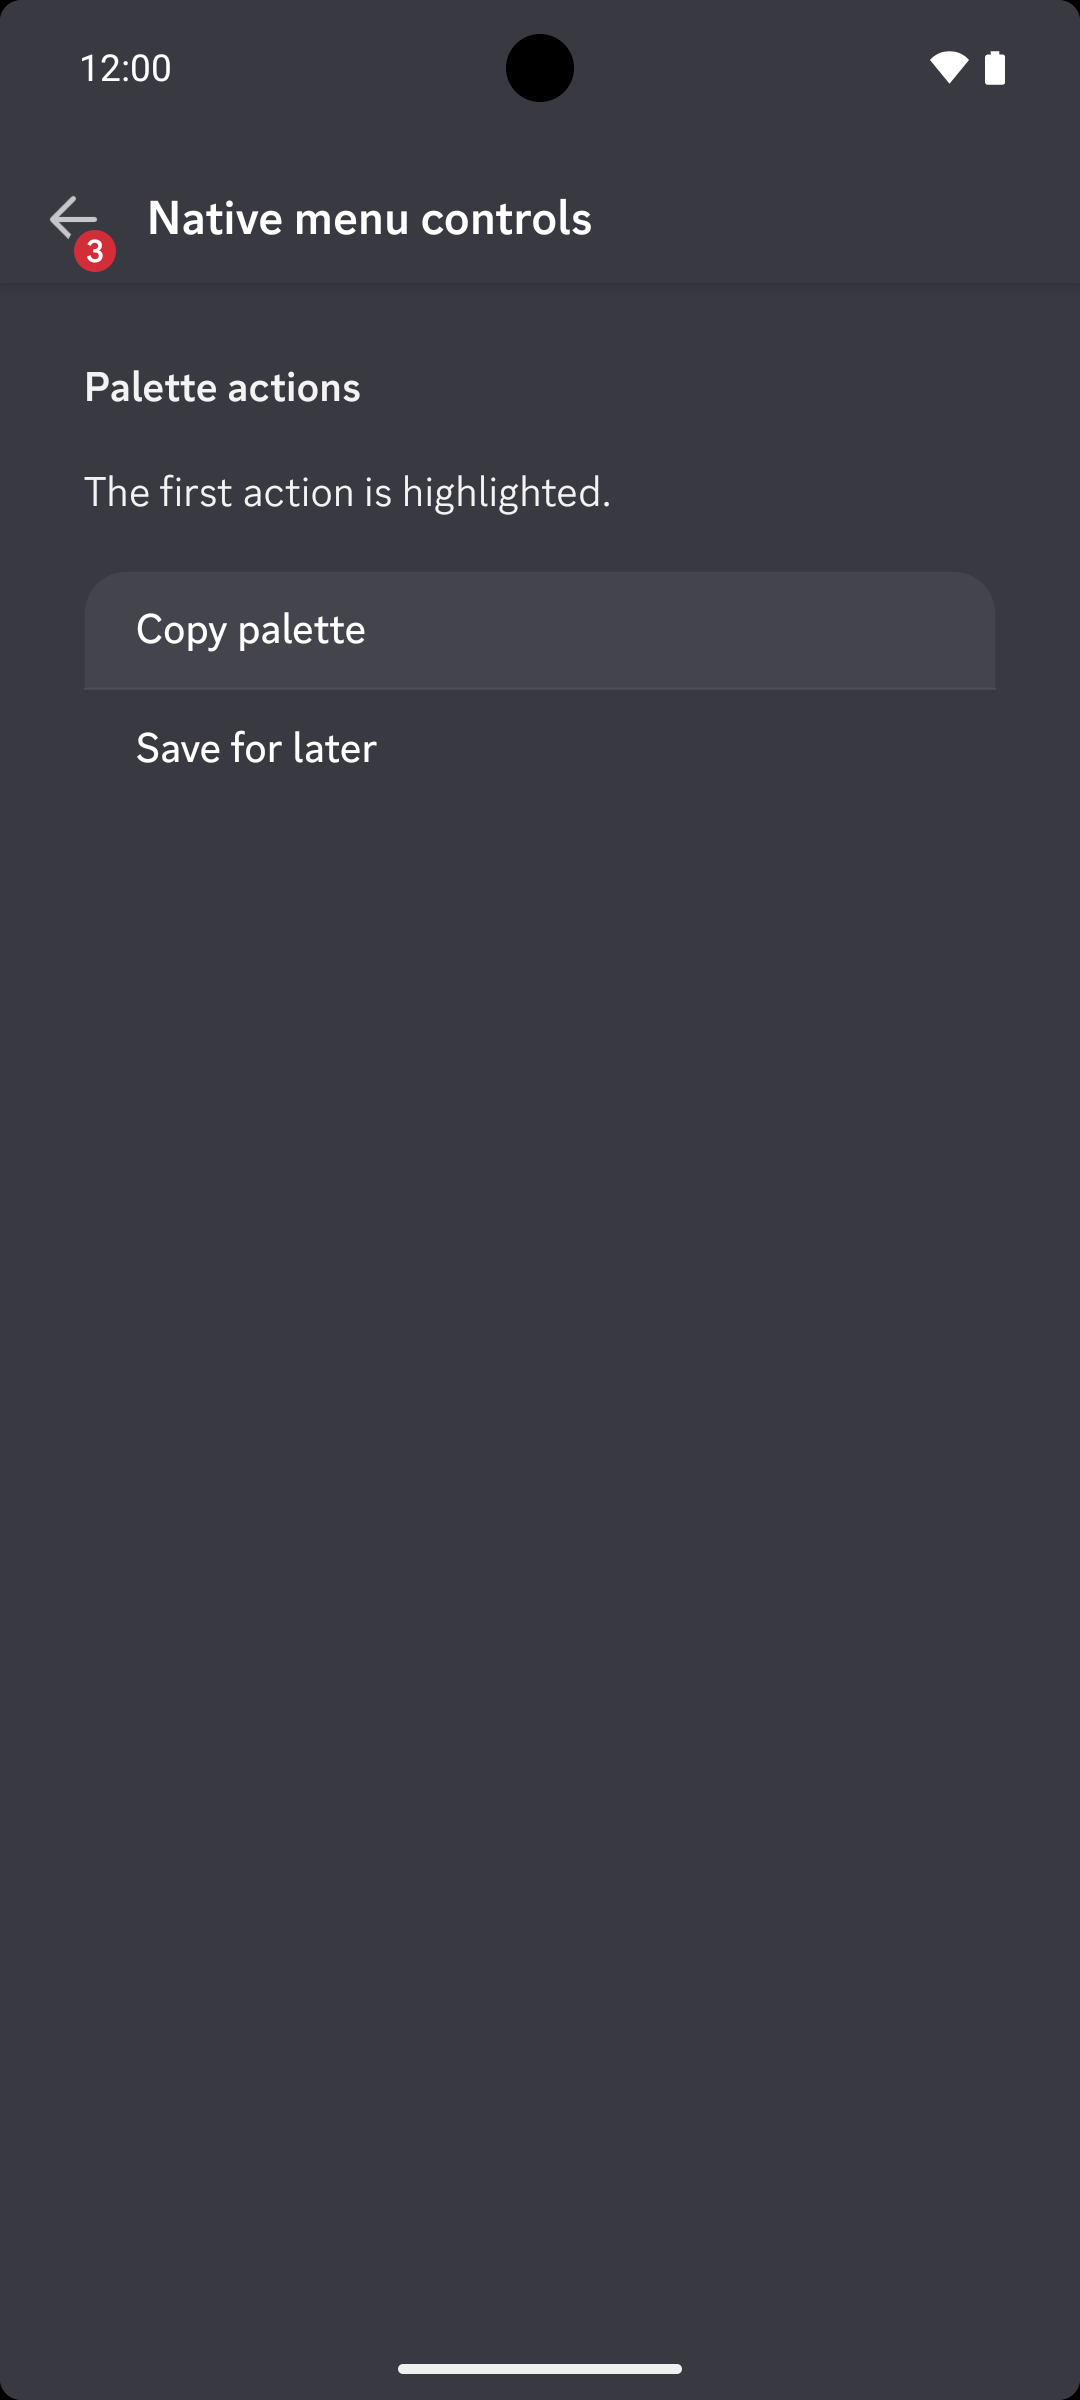 12:00
Native menu controls
3
Palette actions
The first action is highlighted.
Copy palette
Save for later